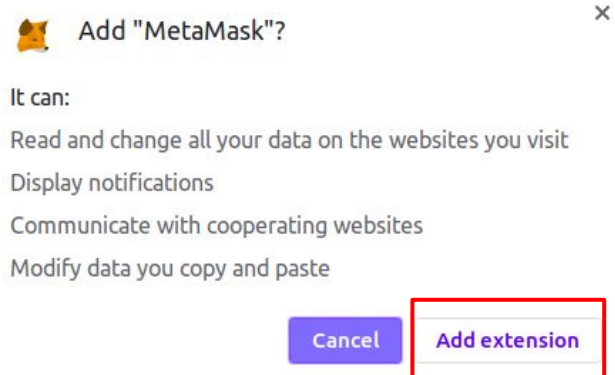 Add "MetaMask"?
It can:
Read and change all your data on the websites you visit
Display notifications
Communicate with cooperating websites
Modify data you copy and paste
Cancel Add extension